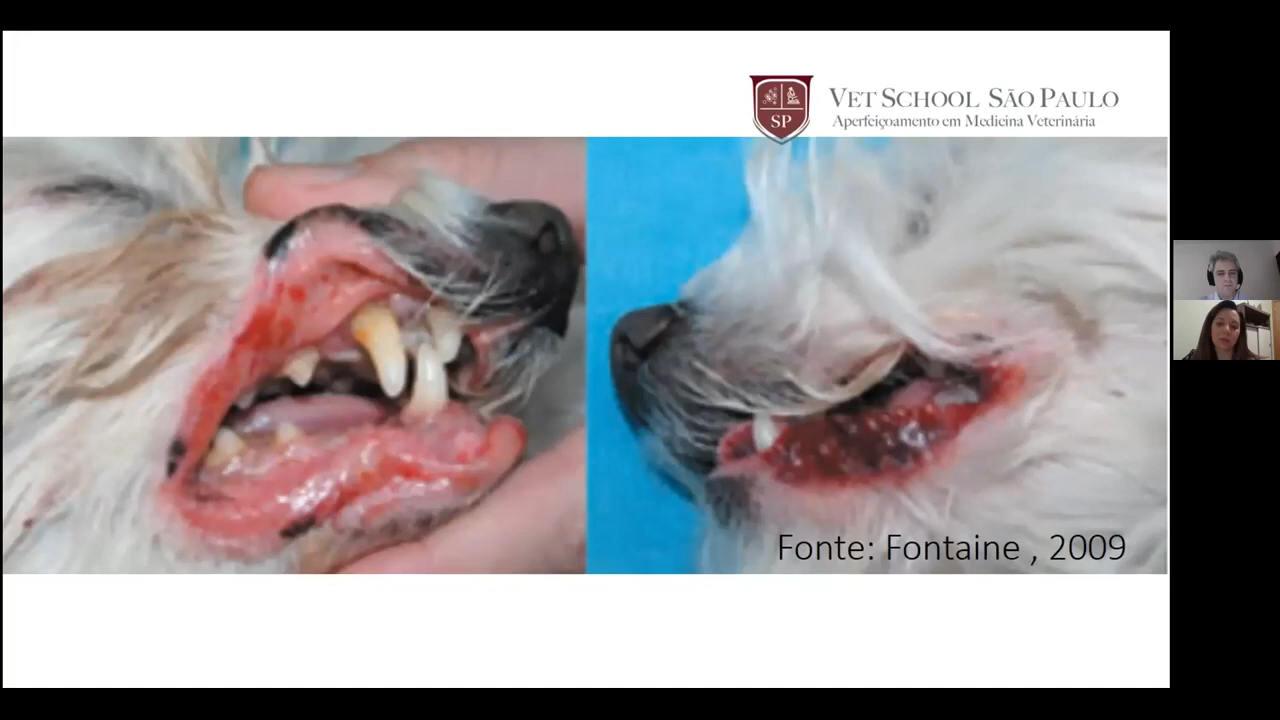 VET SCHOOL SÃO PAULO
SP
Aperfeiçoamento em Medicina Veterinária
Fonte: Fontaine , 2009